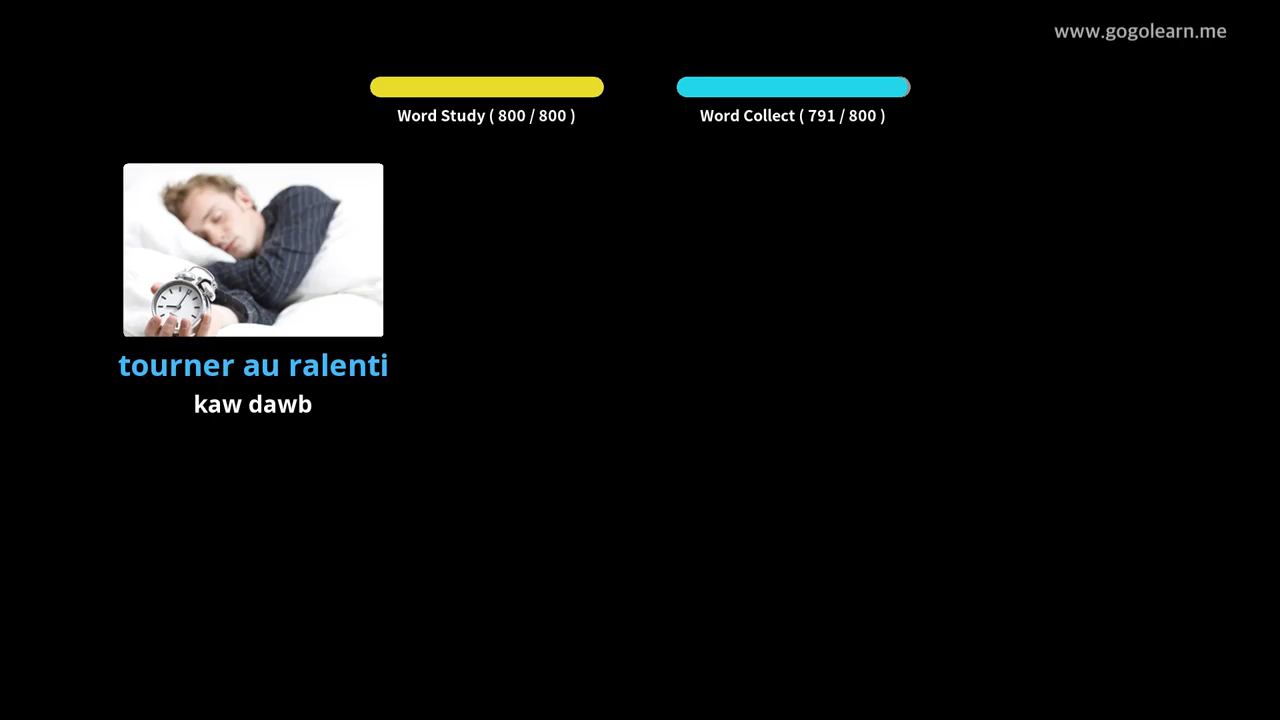 www.gogolearn.me
Word Study ( 800 / 800 )
Word Collect ( 791 / 800 )
tourner au ralenti
kaw dawb